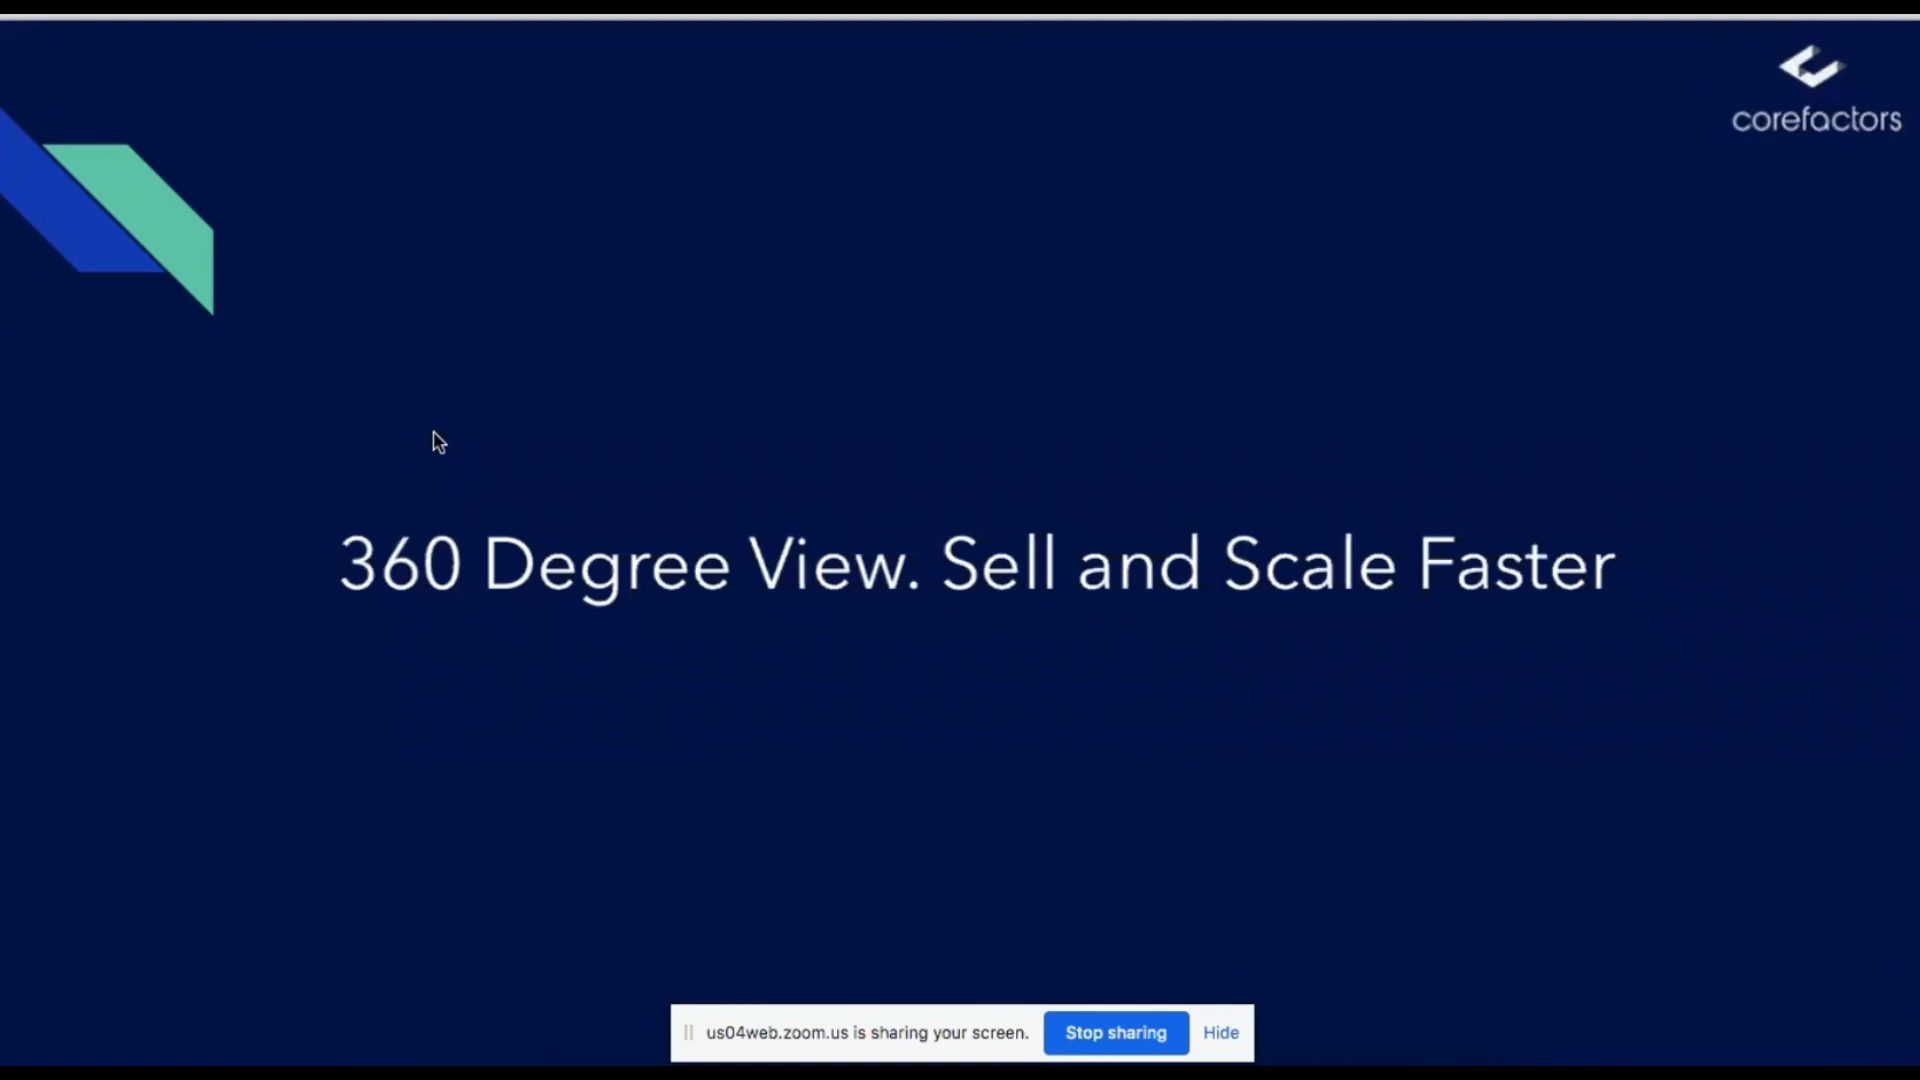 corefactors
360 Degree View. Sell and Scale Faster
us04web.zoom.us is sharing your screen. Stop sharing Hide